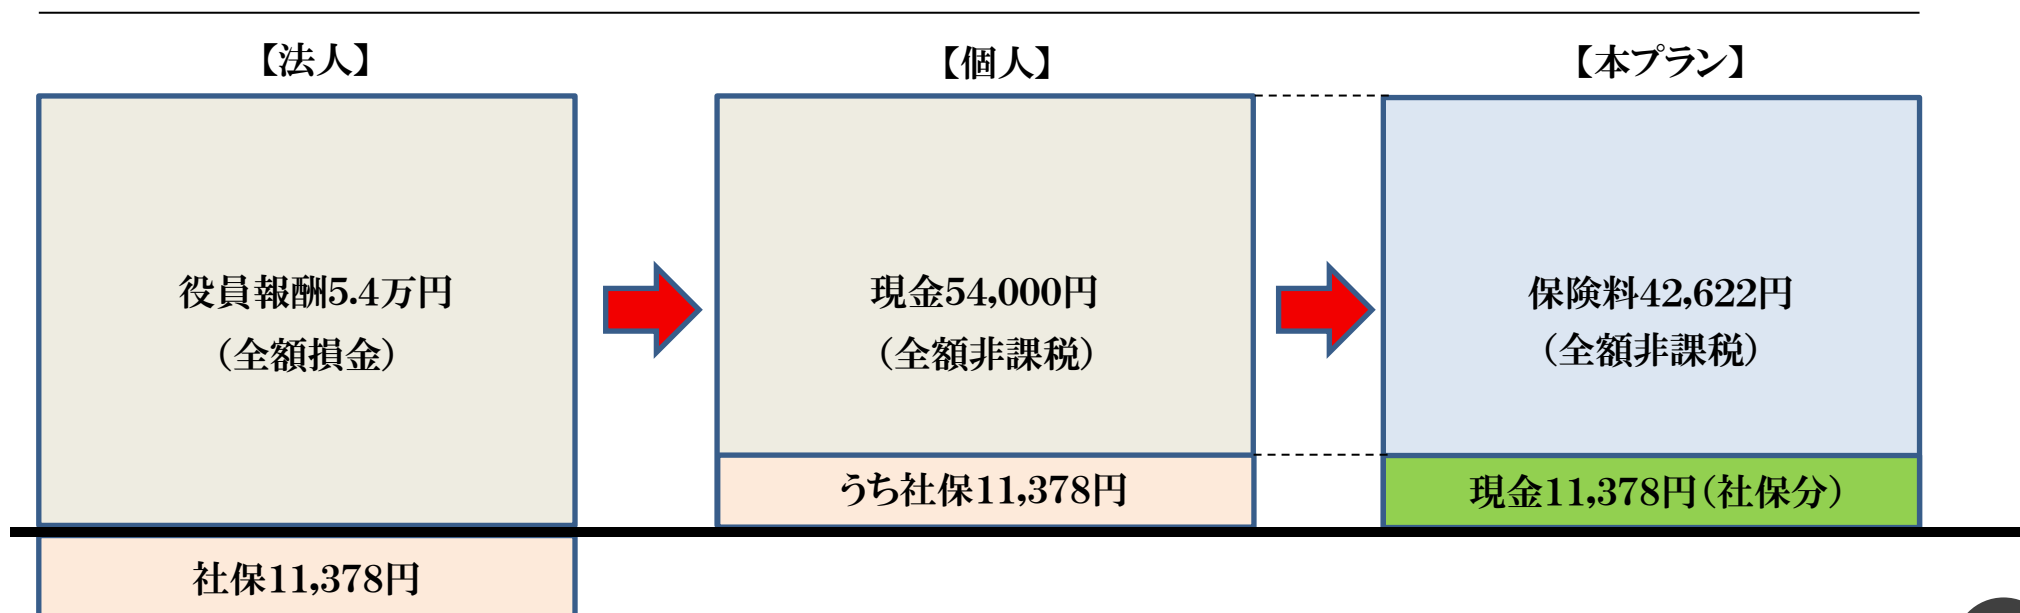 【法人】
【個人】
【本プラン】
役員報酬5.4万円
（全額損金）
現金54,000円
（全額非課税）
保険料42,622円
（全額非課税）
うち社保11,378円
現金11,378円（社保分）
社保11,378円